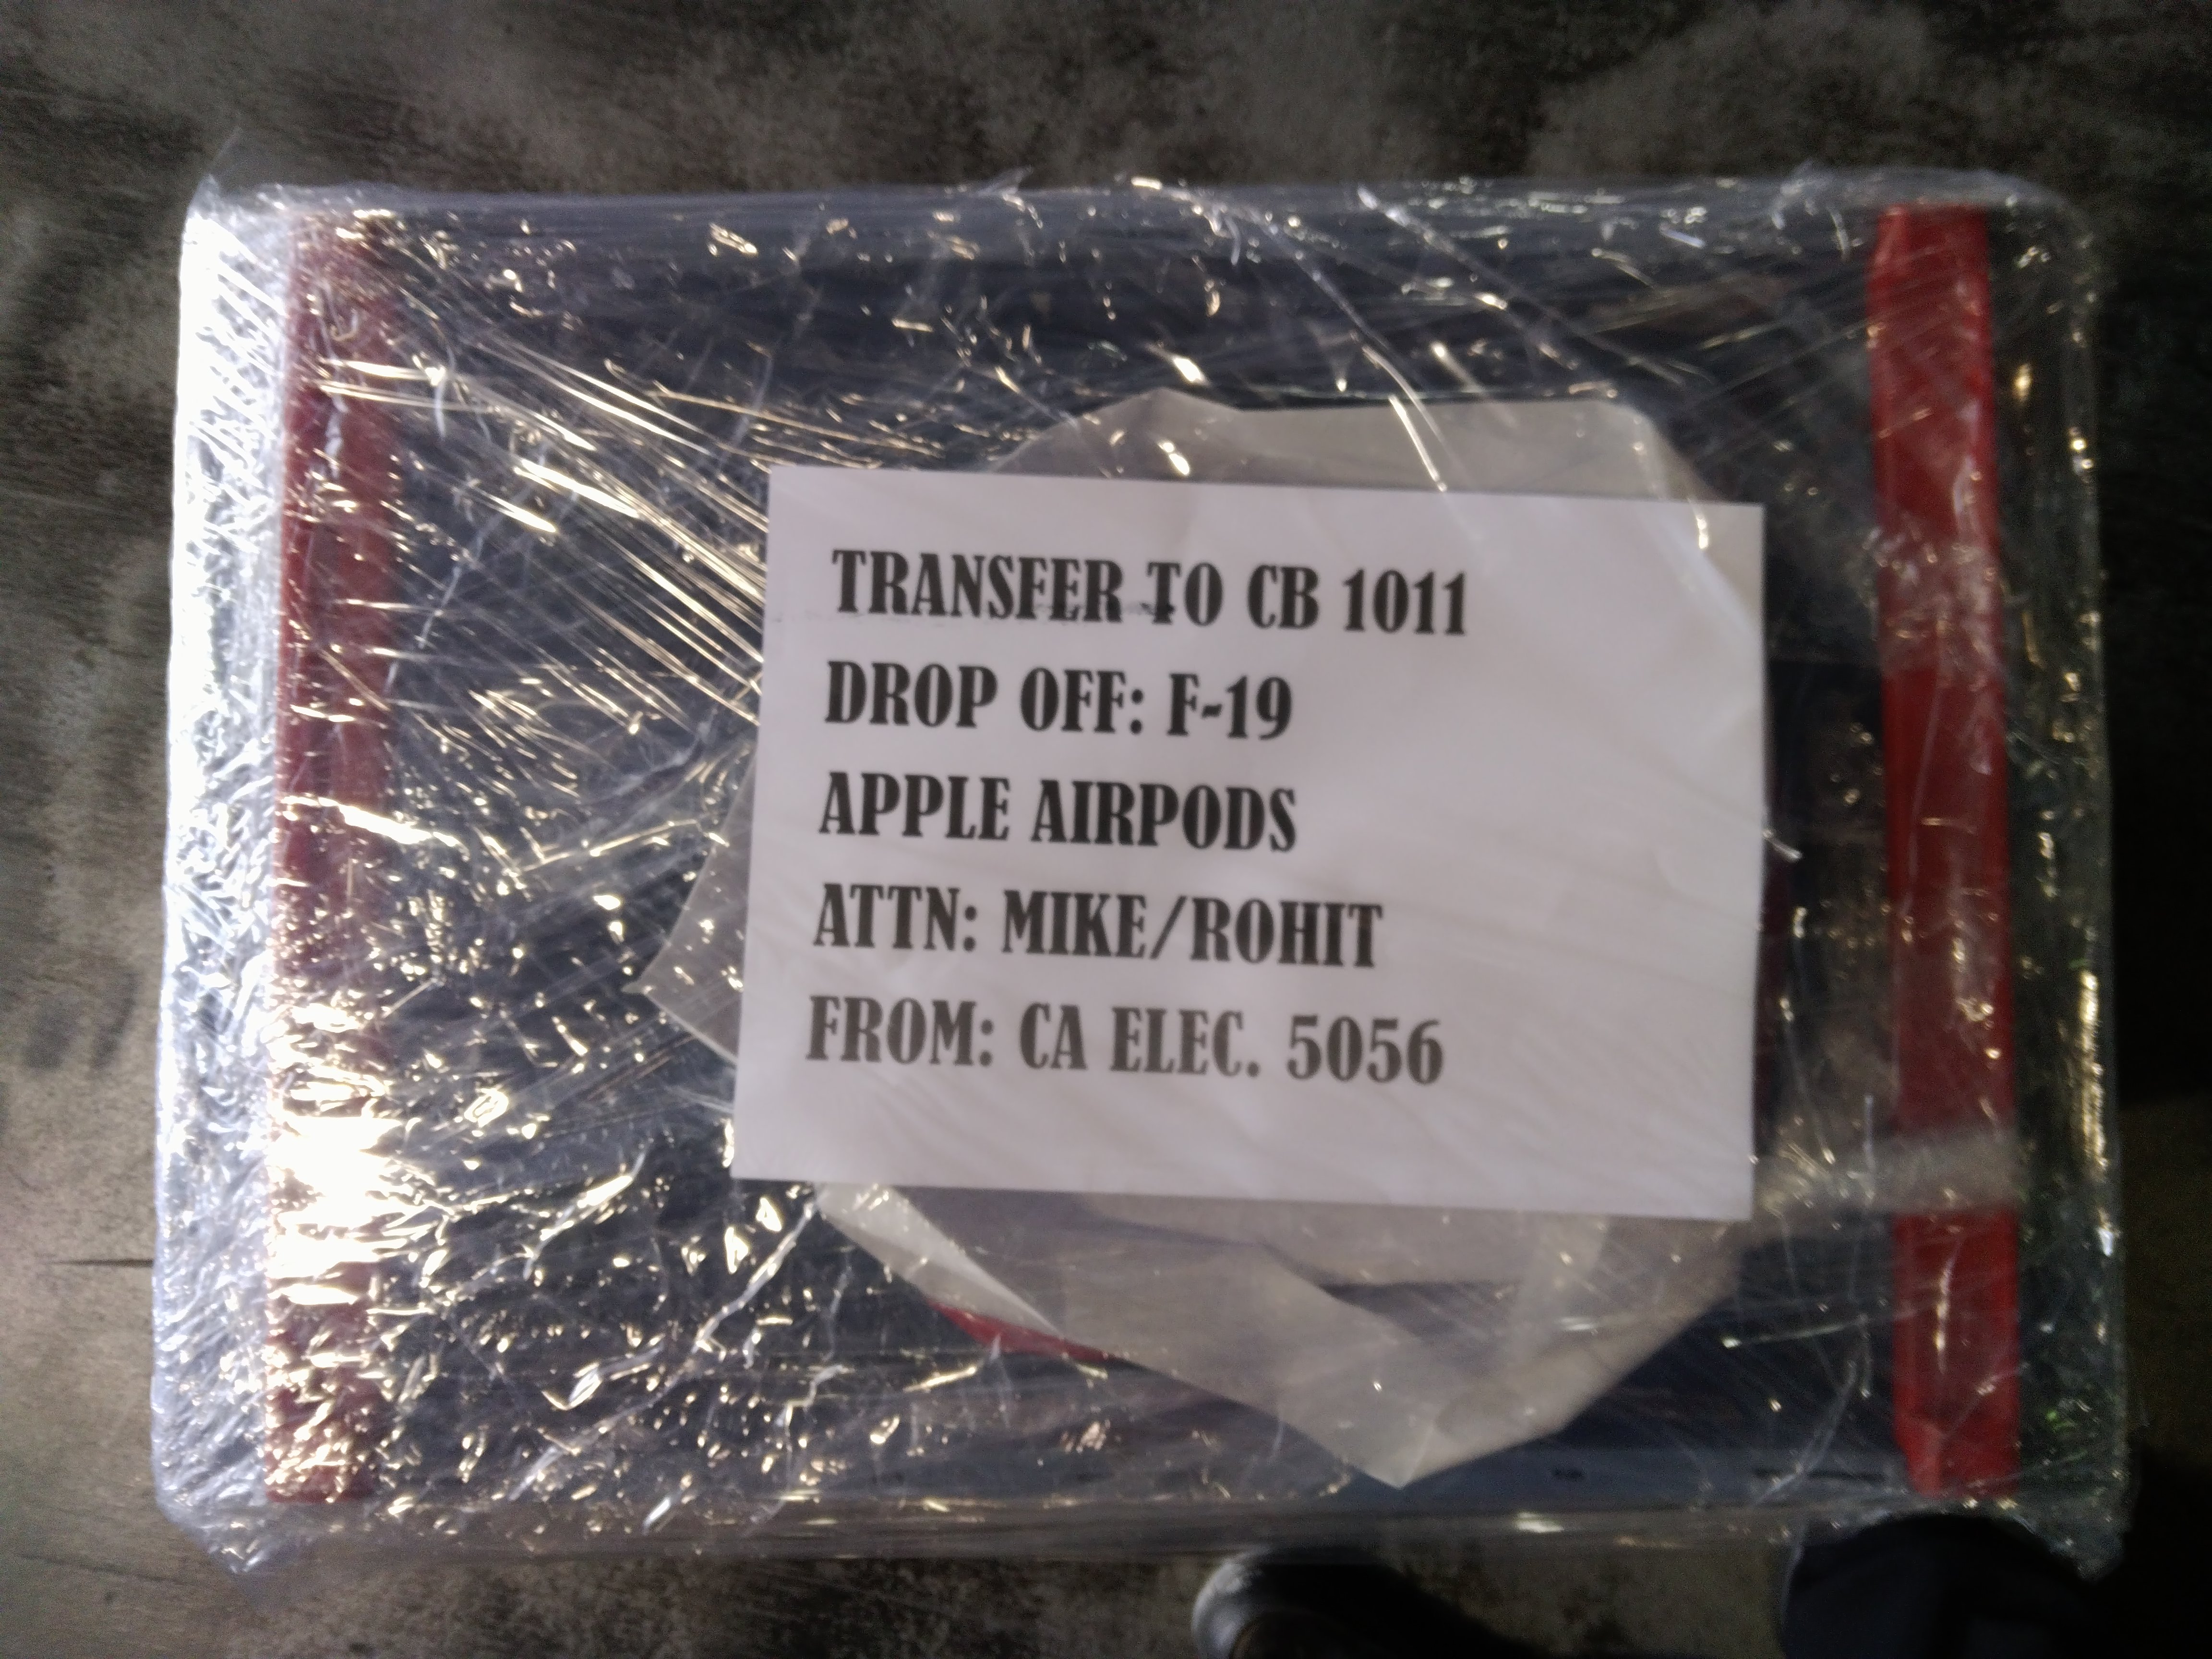 TRANSFER TO CB 1011
DROP OFF: F-19
APPLE AIRPODS
ATTN: MIKE/ROHIT
FROM: CA ELEC. 5056